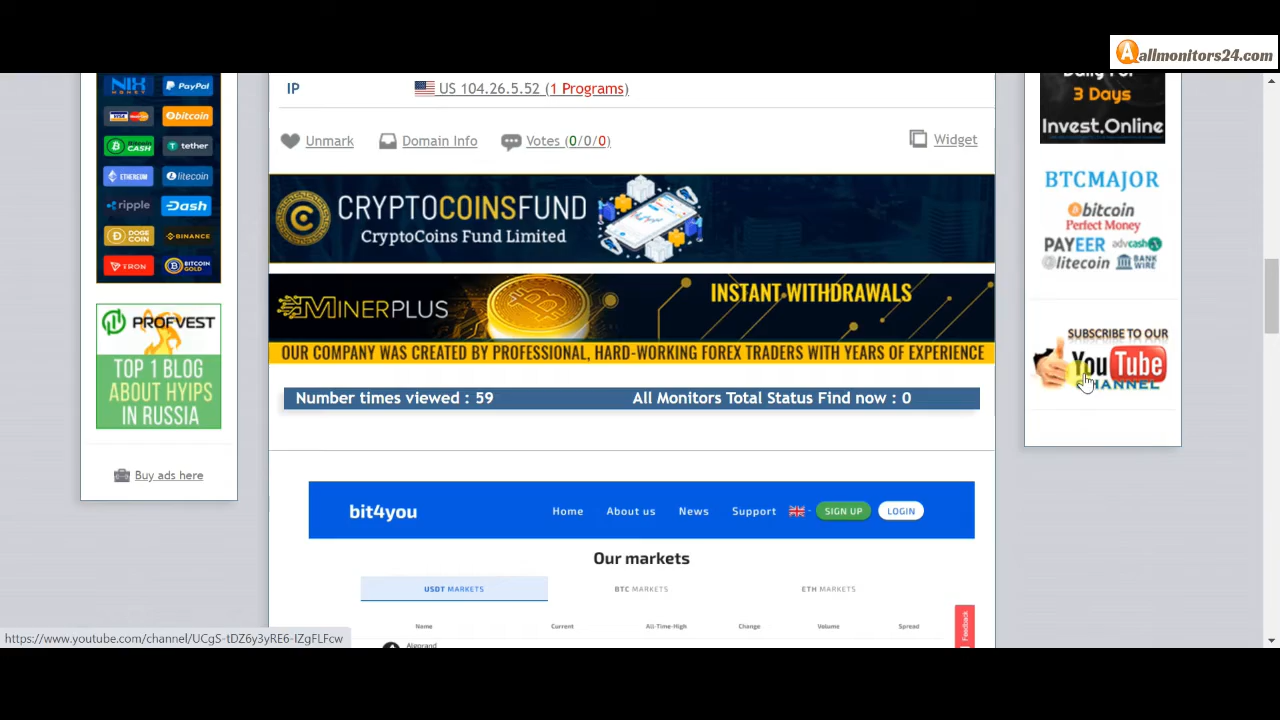 allmonitors24.com
NIX MONEY
PayPal
VISA
bitcoin
BITCOIN CASH
tether
ETHEREUM
litecoin
ripple
Dash
DOGE COIN
BINANCE
TRON
BITCOIN GOLD
PROFVEST
TOP 1 BLOG
ABOUT HYIPS
IN RUSSIA
Buy ads here
IP
US 104.26.5.52 (1 Programs)
Unmark
Domain Info
Votes (0/0/0)
Widget
CRYPTOCOINSFUND
CryptoCoins Fund Limited
MINERPLUS
INSTANT WITHDRAWALS
OUR COMPANY WAS CREATED BY PROFESSIONAL, HARD-WORKING FOREX TRADERS WITH YEARS OF EXPERIENCE
Number times viewed : 59
All Monitors Total Status Find now : 0
bit4you
Home
About us
News
Support
SIGN UP
LOGIN
Our markets
USDT MARKETS
BTC MARKETS
ETH MARKETS
Name
Current
All-Time-High
Change
Volume
Spread
Algorand
Feedback
Daily For
3 Days
Invest.Online
BTCMAJOR
bitcoin
Perfect Money
PAYEER
advcash
litecoin
BANK WIRE
SUBSCRIBE TO OUR
YouTube
CHANNEL
https://www.youtube.com/channel/UCgS-tDZ6y3yRE6-IZgFLFcw